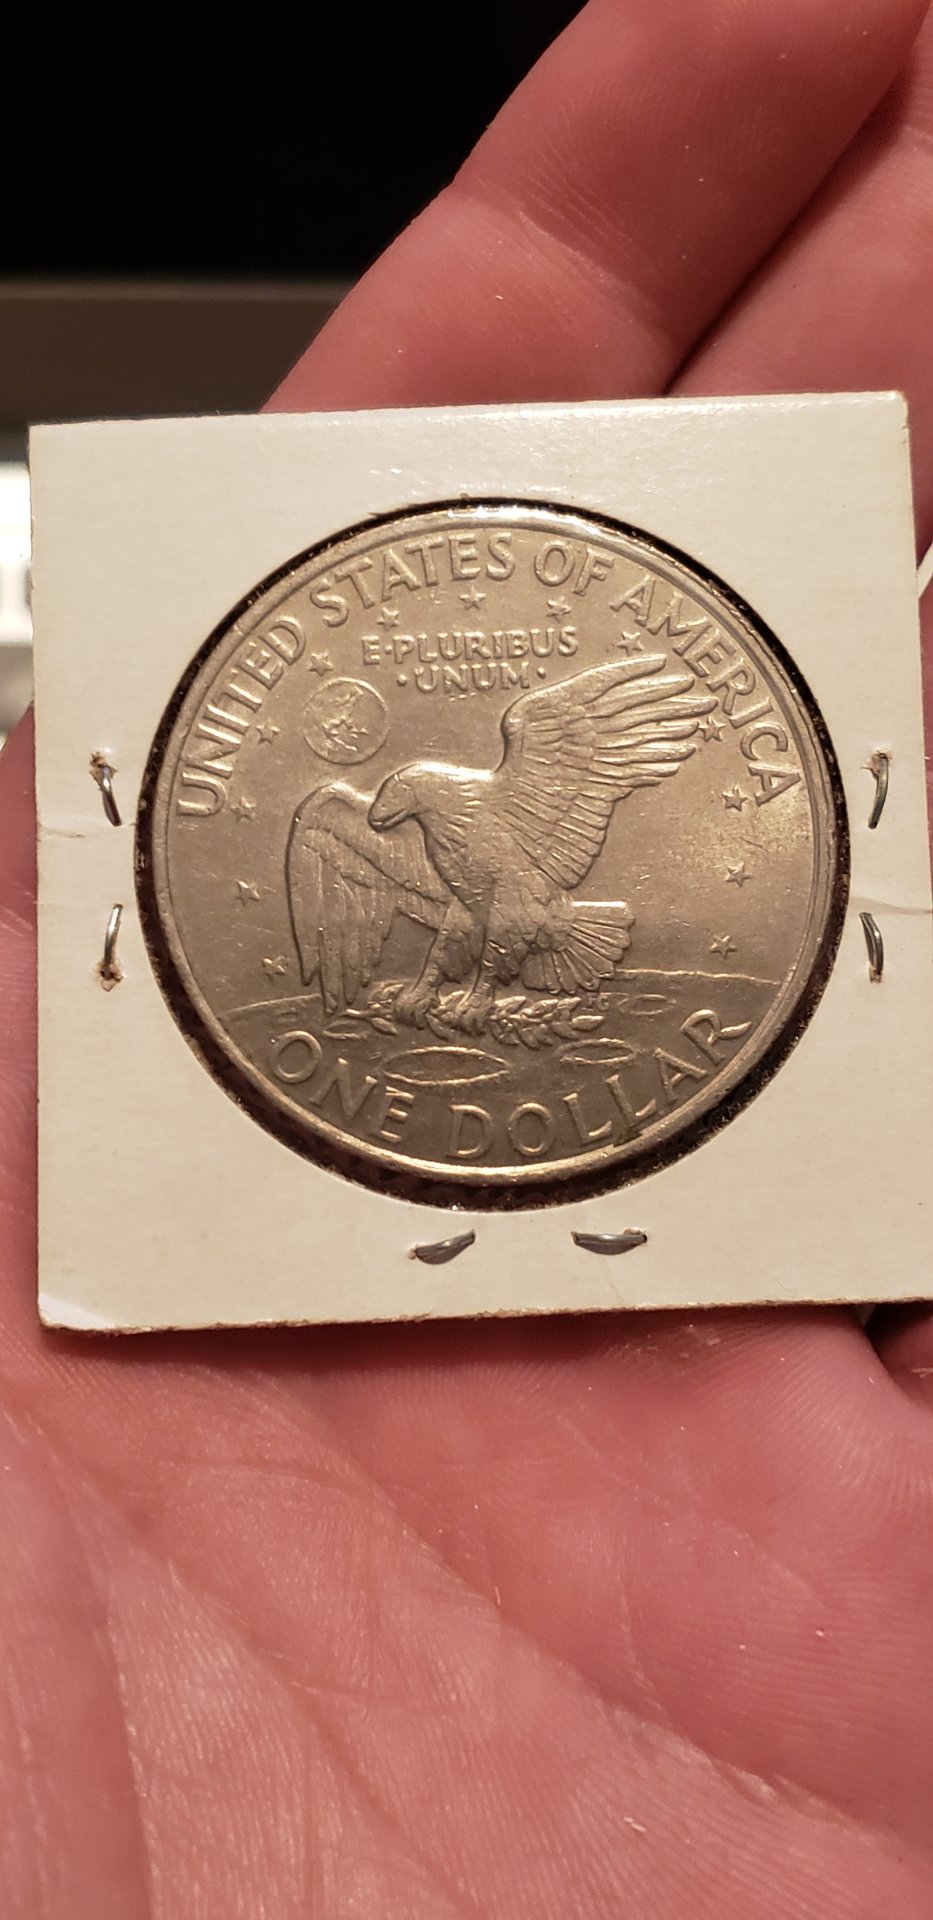 UNITED STATES OF AMERICA
E·PLURIBUS
·UNUM·
ONE DOLLAR